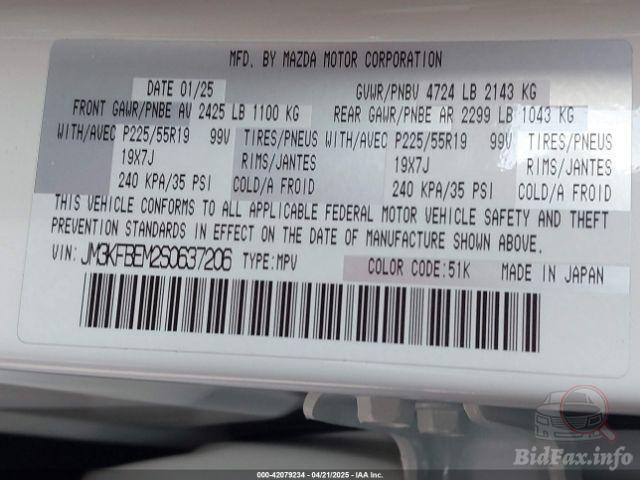 MFD. BY MAZDA MOTOR CORPORATION
DATE 01/25 GVWR/PNBV 4724 LB 2143 KG
FRONT GAWR/PNBE AV 2425 LB 1100 KG REAR GAWR/PNBE AR 2299 LB 1043 KG
WITH/AVEC P225/55R19 99V TIRES/PNEUS WITH/AVEC P225/55R19 99V TIRES/PNEUS
19X7J RIMS/JANTES 19X7J RIMS/JANTES
240 KPA/35 PSI COLD/A FROID 240 KPA/35 PSI COLD/A FROID
THIS VEHICLE CONFORMS TO ALL APPLICABLE FEDERAL MOTOR VEHICLE SAFETY AND THEFT
PREVENTION STANDARDS IN EFFECT ON THE DATE OF MANUFACTURE SHOWN ABOVE.
VIN: JM3KFBEM2S0637206 TYPE:MPV COLOR CODE:51K MADE IN JAPAN
BidFax.info
000-42079234 - 04/21/2025 - IAA Inc.